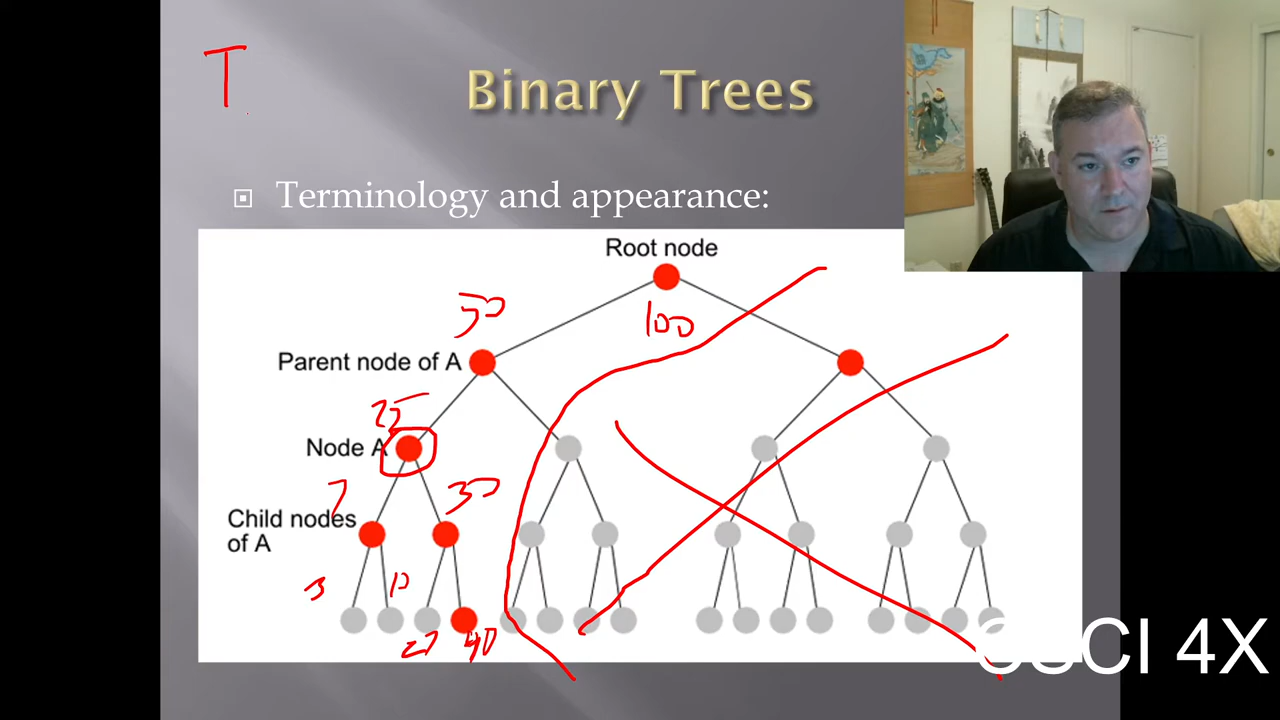 T
Binary Trees
Terminology and appearance:
Root node
50
100
Parent node of A
25
Node A
7
30
Child nodes
of A
3
10
27
40
CSCI 4X